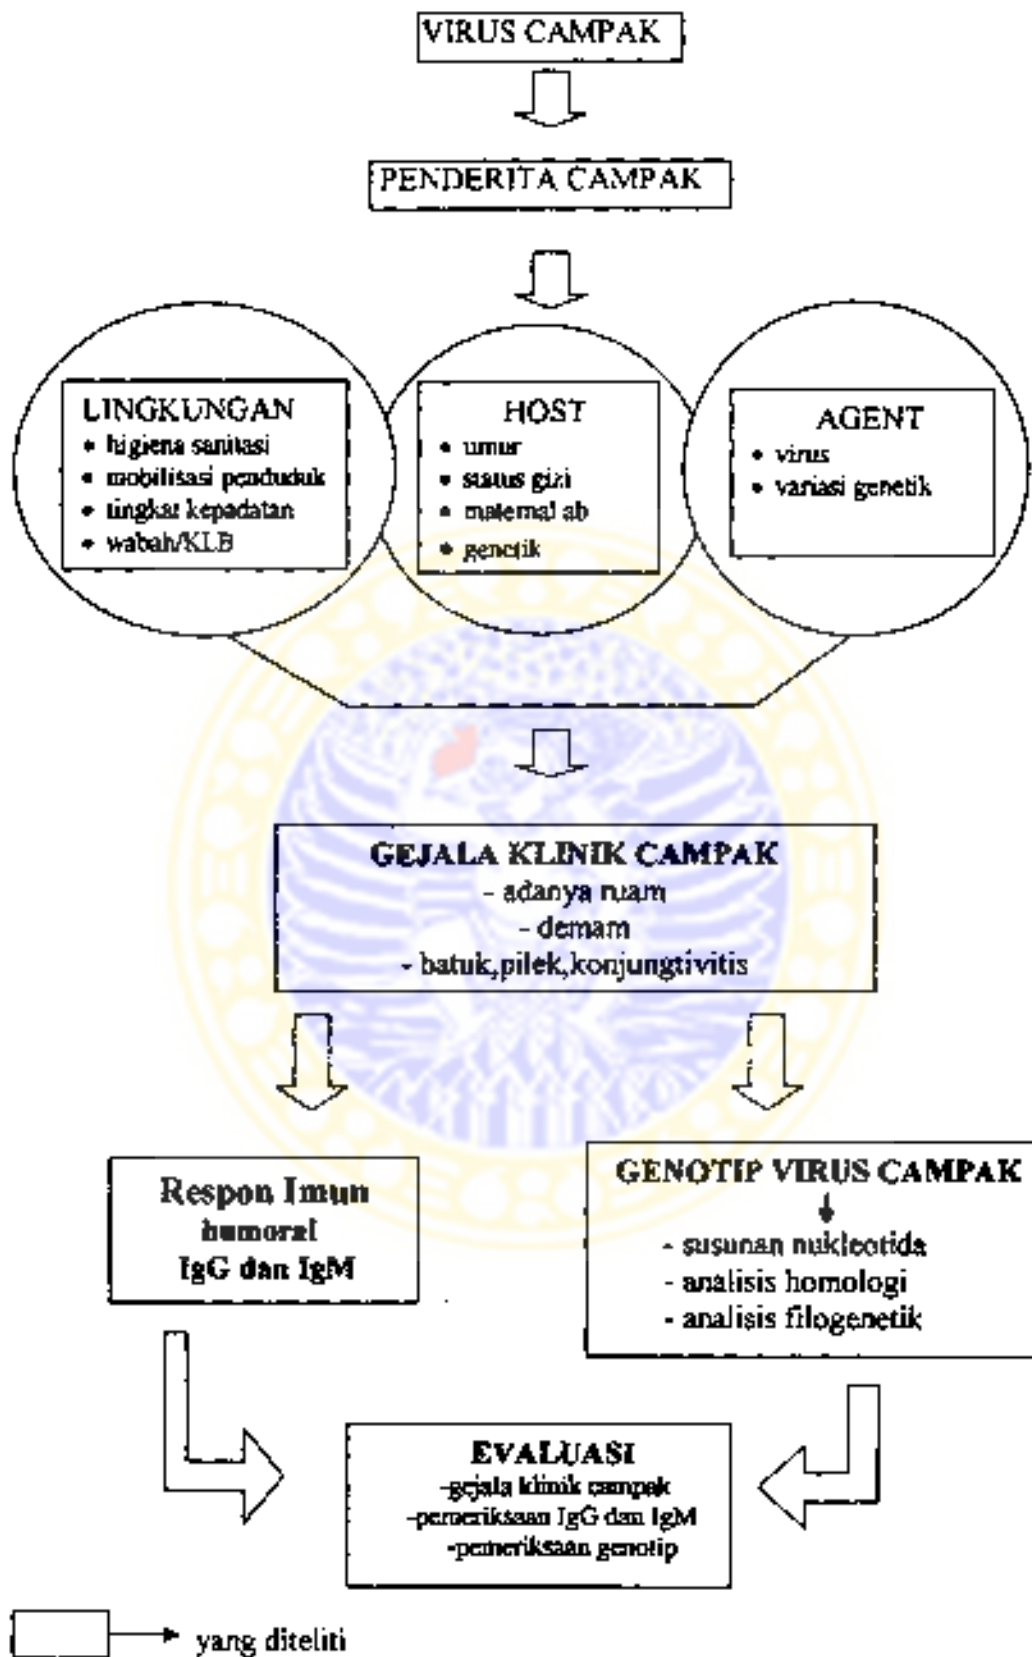 VIRUS CAMPAK
PENDERITA CAMPAK
LINGKUNGAN
• higiena sanitasi
• mobilisasi penduduk
• tingkat kepadatan
• wabah/KLB
HOST
• umur
• status gizi
• maternal ab
• genetik
AGENT
• virus
• variasi genetik
GEJALA KLINIK CAMPAK
- adanya ruam
- demam
- batuk,pilek,konjungtivitis
Respon Imun
humoral
IgG dan IgM
GENOTIP VIRUS CAMPAK
- susunan nukleotida
- analisis homologi
- analisis filogenetik
EVALUASI
-gejala klinik campak
-pemeriksaan IgG dan IgM
-pemeriksaan genotip
yang diteliti